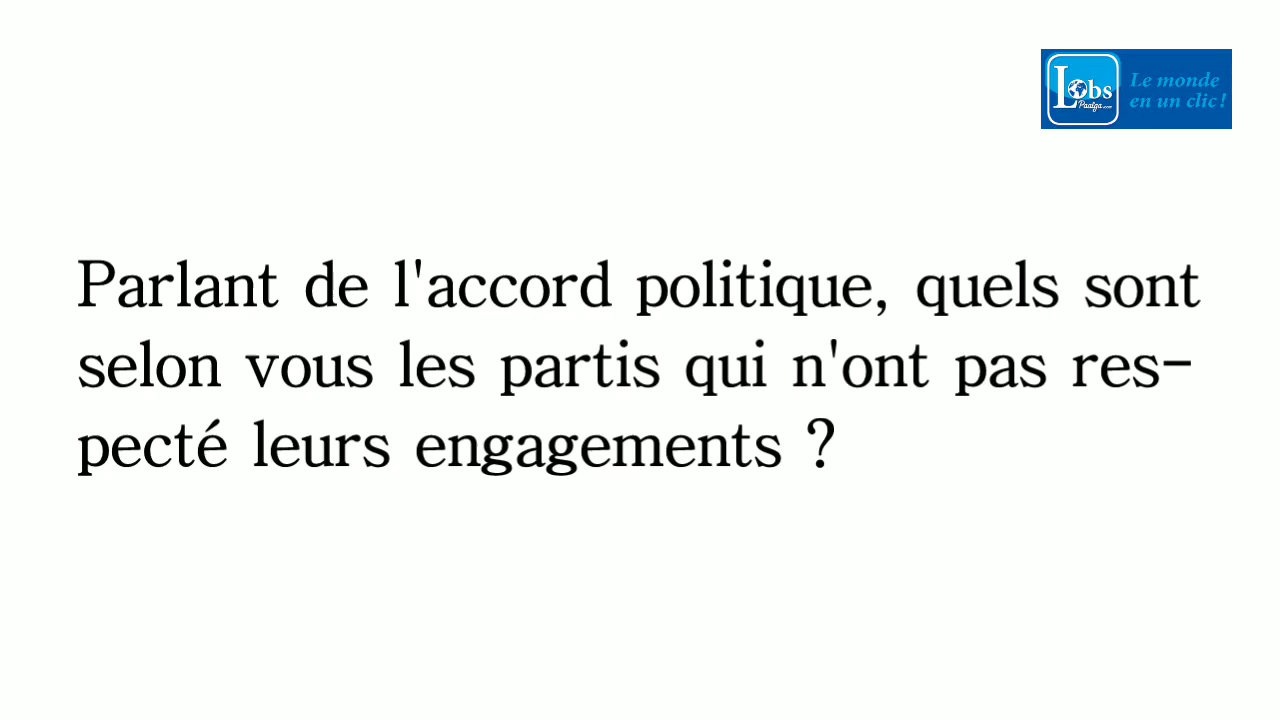 Lobs
Paalga.com
Le monde
en un clic !
Parlant de l'accord politique, quels sont
selon vous les partis qui n'ont pas res-
pecté leurs engagements ?